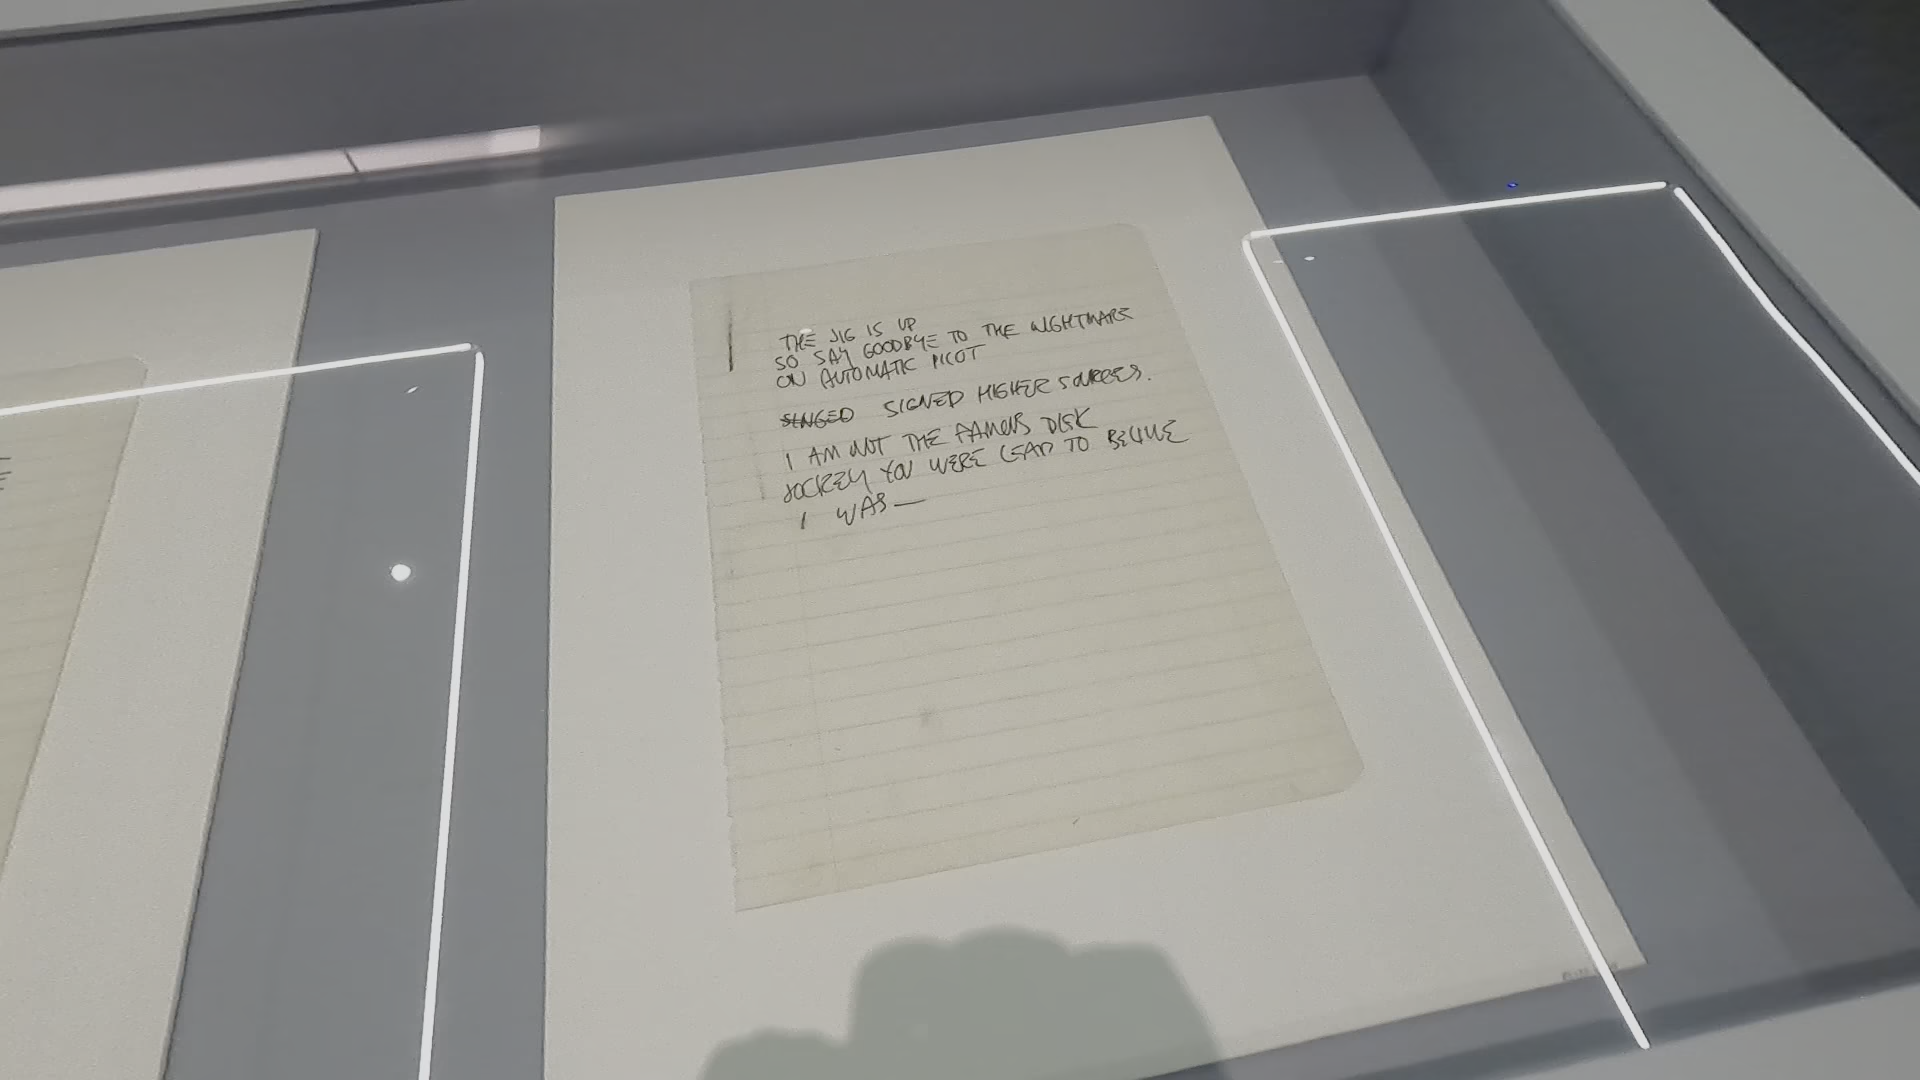 THE JIG IS UP
SO SAY GOODBYE TO THE NIGHTMARE
ON AUTOMATIC PILOT
SINGED SIGNED HIGHER SOURCES.
I AM NOT THE FAMOUS DISK
JOCKEY YOU WERE LEAD TO BELIVE
I WAS—